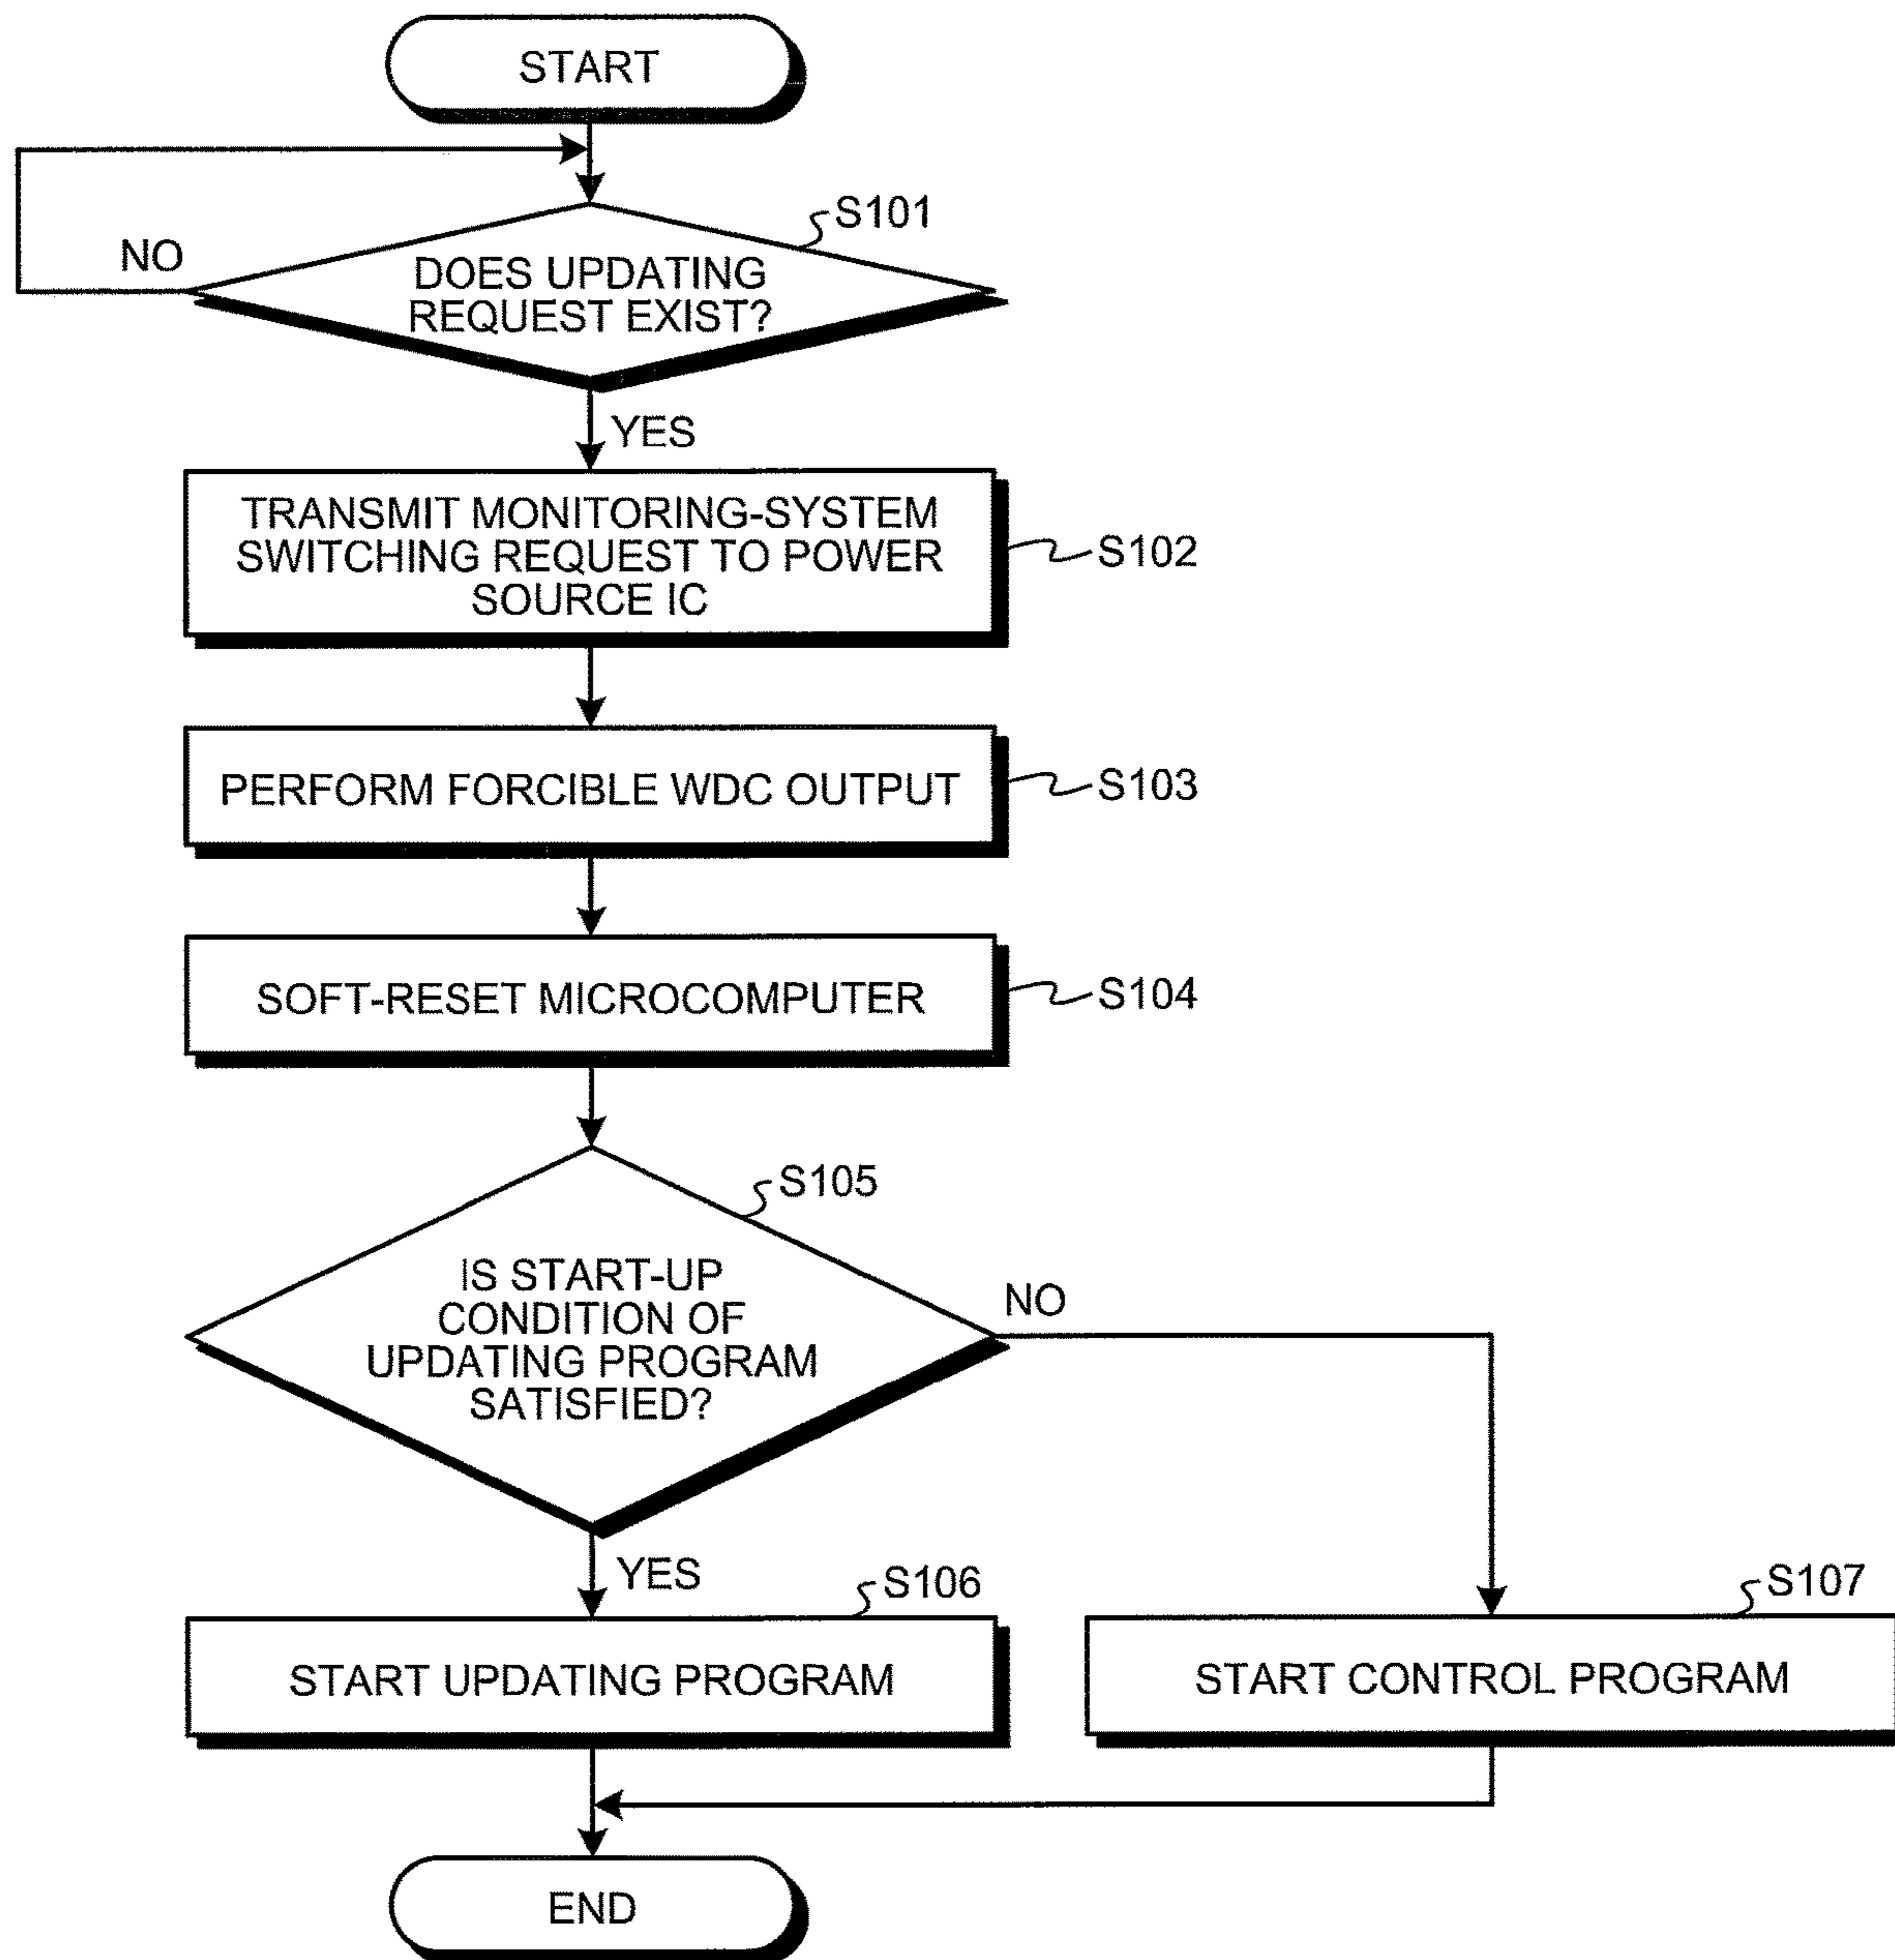 START
S101
NO
DOES UPDATING
REQUEST EXIST?
YES
TRANSMIT MONITORING-SYSTEM
SWITCHING REQUEST TO POWER
SOURCE IC
S102
PERFORM FORCIBLE WDC OUTPUT
S103
SOFT-RESET MICROCOMPUTER
S104
S105
IS START-UP
CONDITION OF
UPDATING PROGRAM
SATISFIED?
NO
YES
S106
S107
START UPDATING PROGRAM
START CONTROL PROGRAM
END